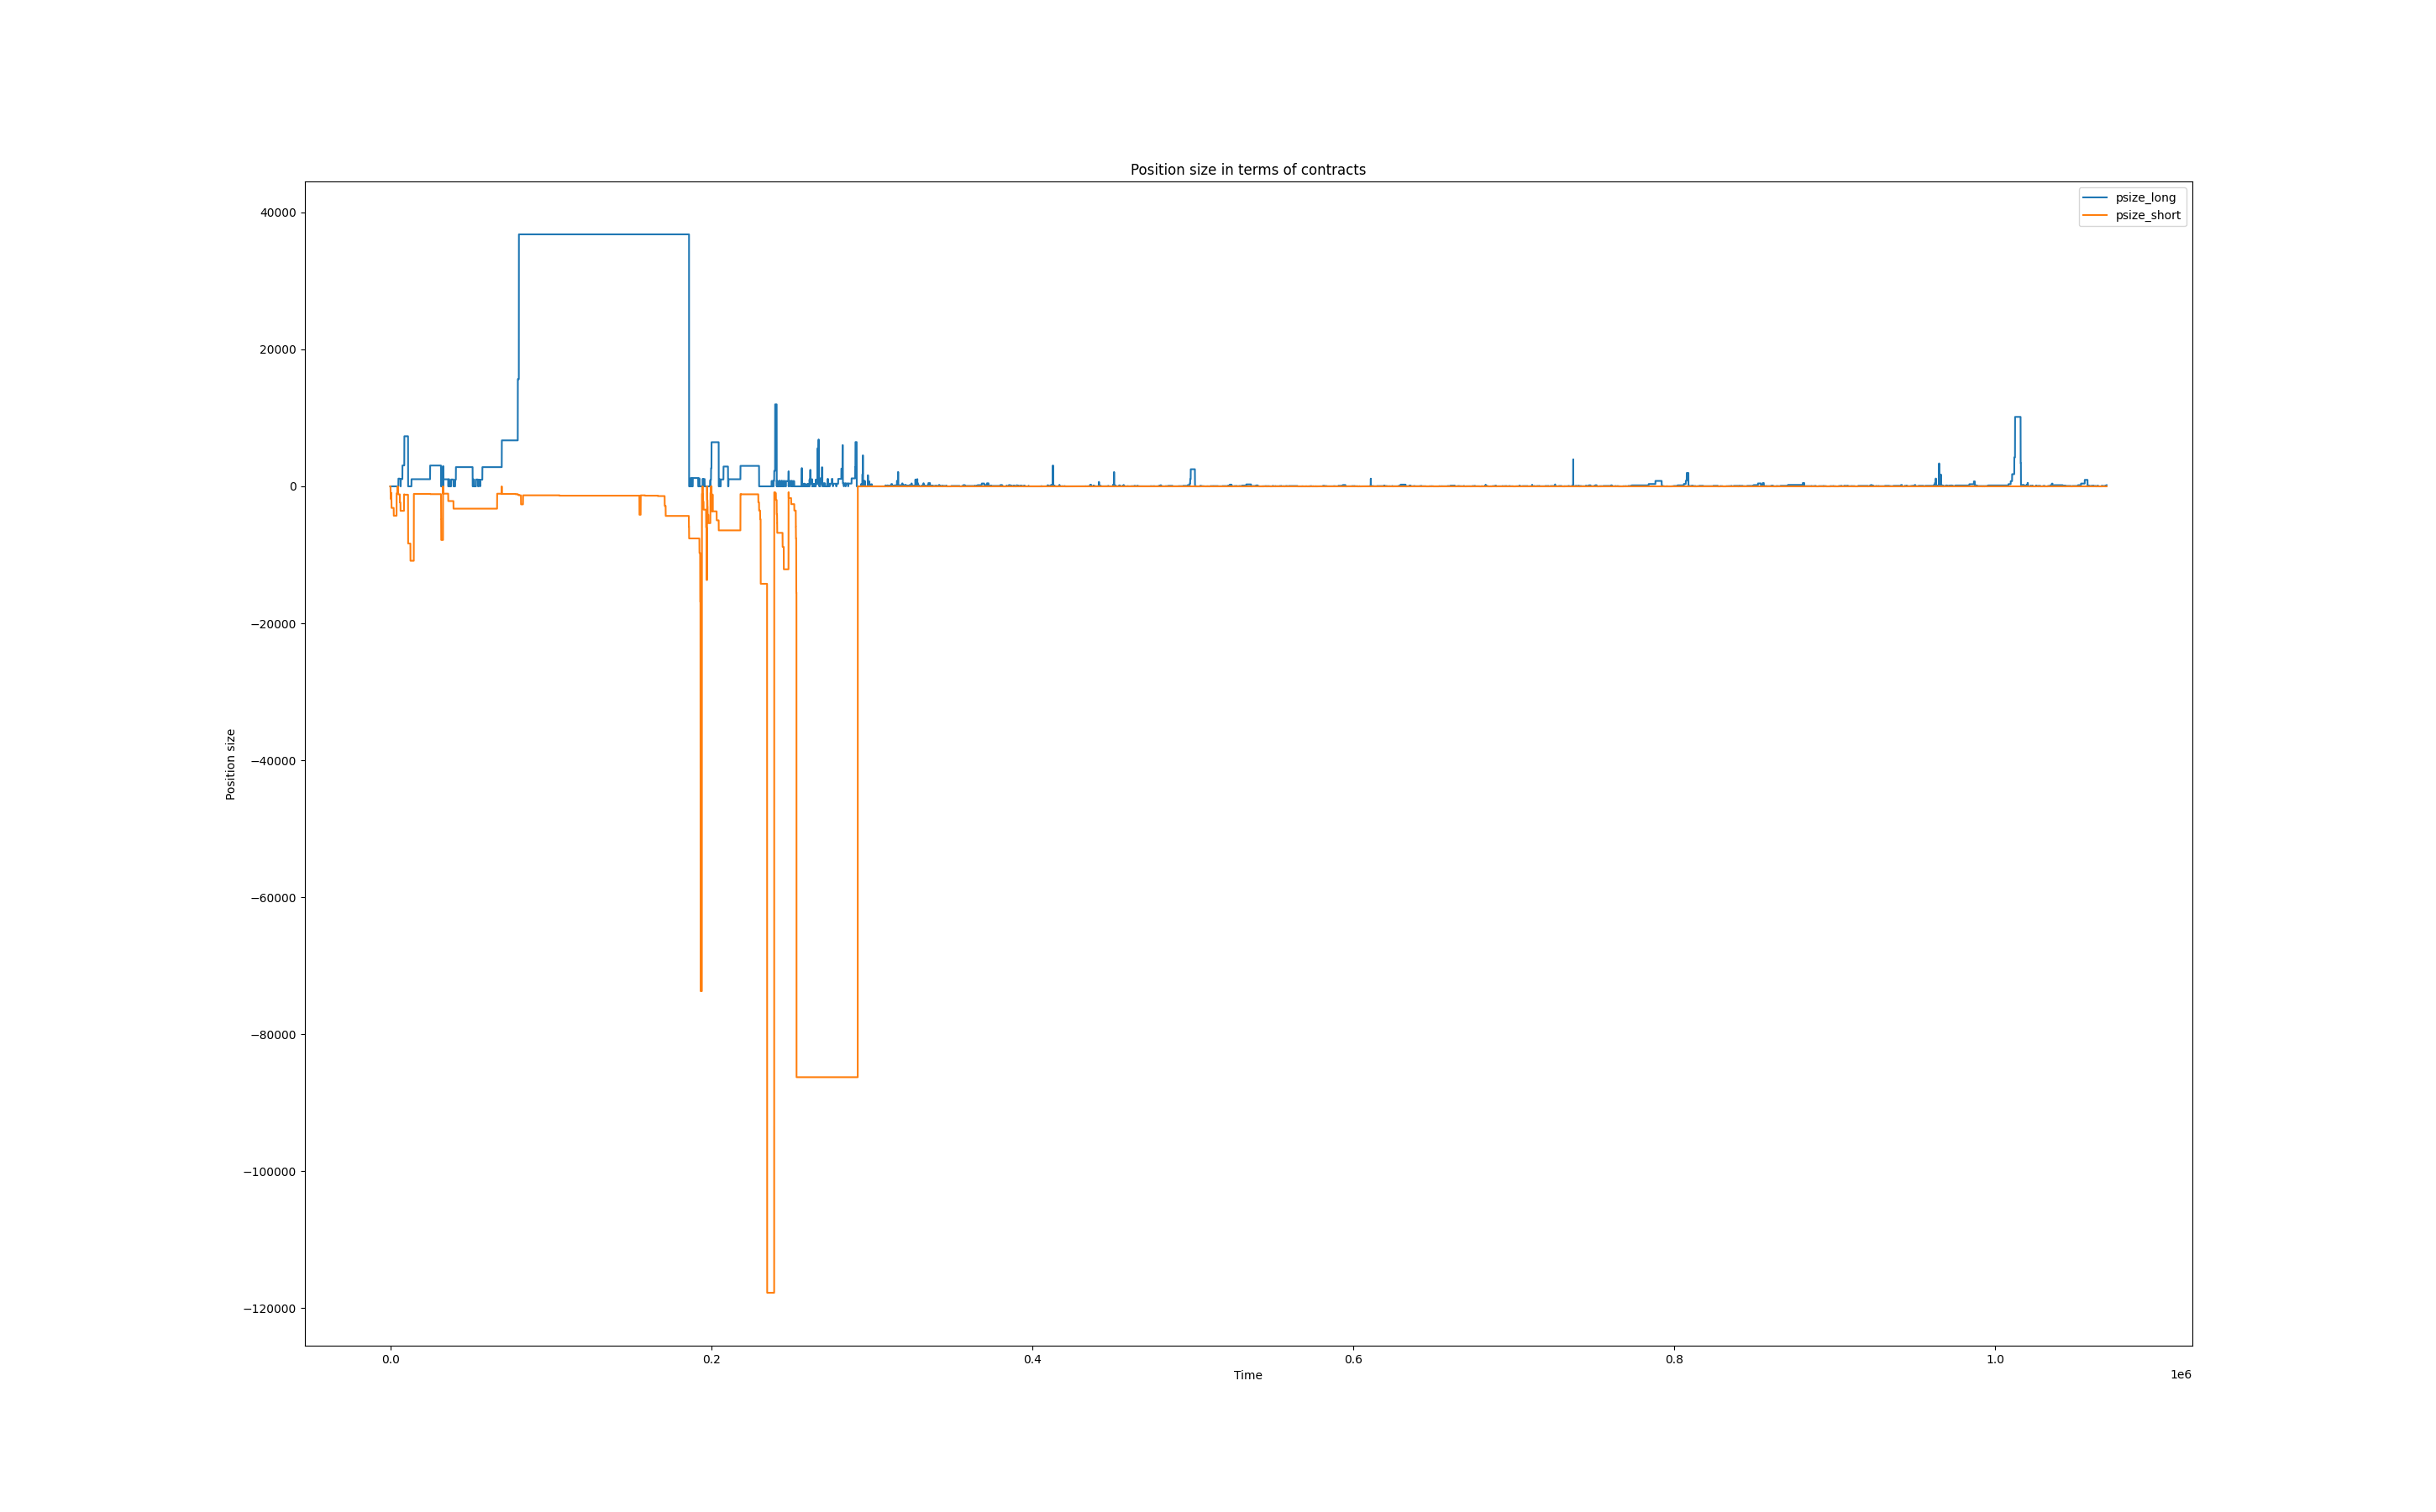 Position size in terms of contracts
psize_long
psize_short
40000
20000
0
−20000
−40000
−60000
−80000
−100000
−120000
Position size
0.0 0.2 0.4 0.6 0.8 1.0
Time
1e6